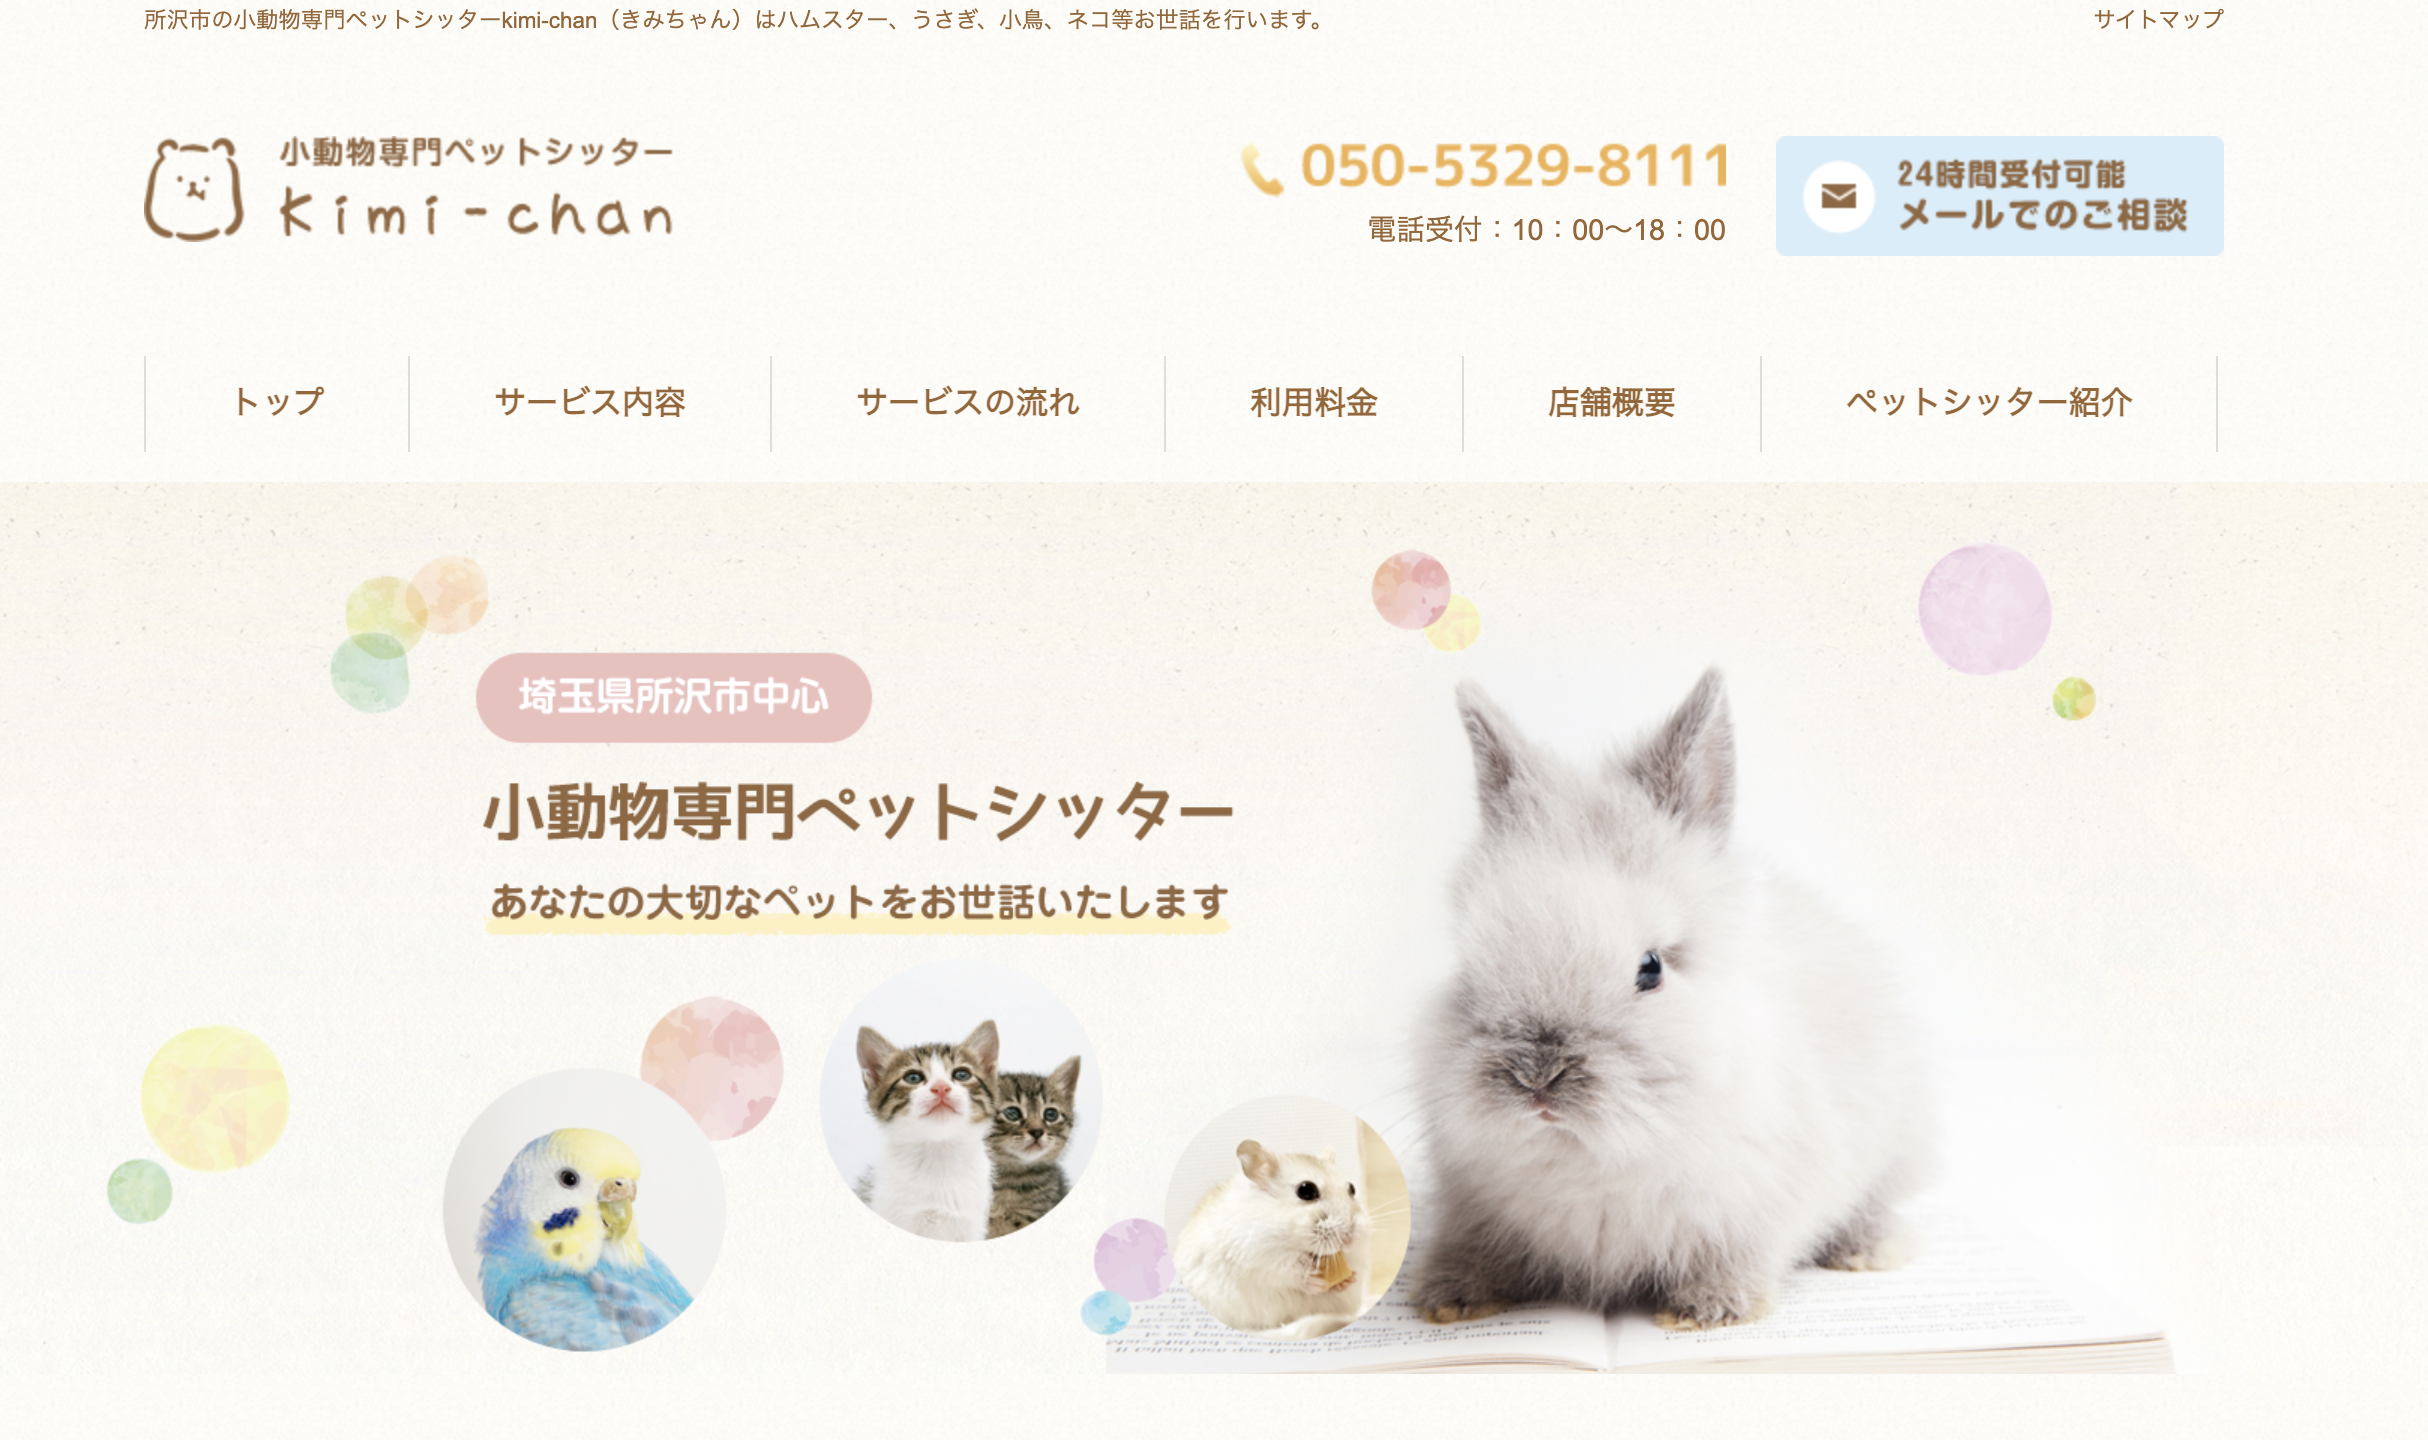 所沢市の小動物専門ペットシッターkimi-chan（きみちゃん）はハムスター、うさぎ、小鳥、ネコ等お世話を行います。
サイトマップ
小動物専門ペットシッター
kimi-chan
050-5329-8111
電話受付：10：00〜18：00
24時間受付可能
メールでのご相談
トップ
サービス内容
サービスの流れ
利用料金
店舗概要
ペットシッター紹介
埼玉県所沢市中心
小動物専門ペットシッター
あなたの大切なペットをお世話いたします